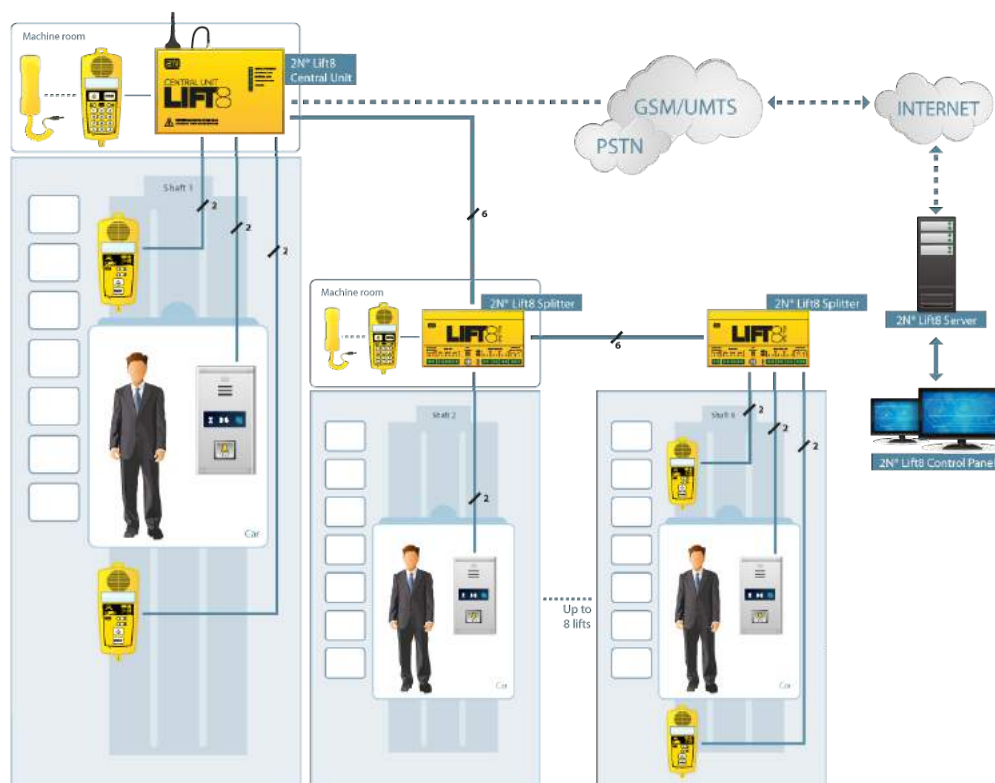 Machine room
2N
CENTRAL UNIT
LIFT8
2N® Lift8
Central Unit
GSM/UMTS
PSTN
INTERNET
Shaft 1
2
2
2
6
Machine room
2N® Lift8 Splitter
LIFT8
6
2N® Lift8 Splitter
LIFT8
2N® Lift8 Server
2N® Lift8 Control Panel
Car
Shaft 2
2
Car
Up to
8 lifts
2
2
2
Car